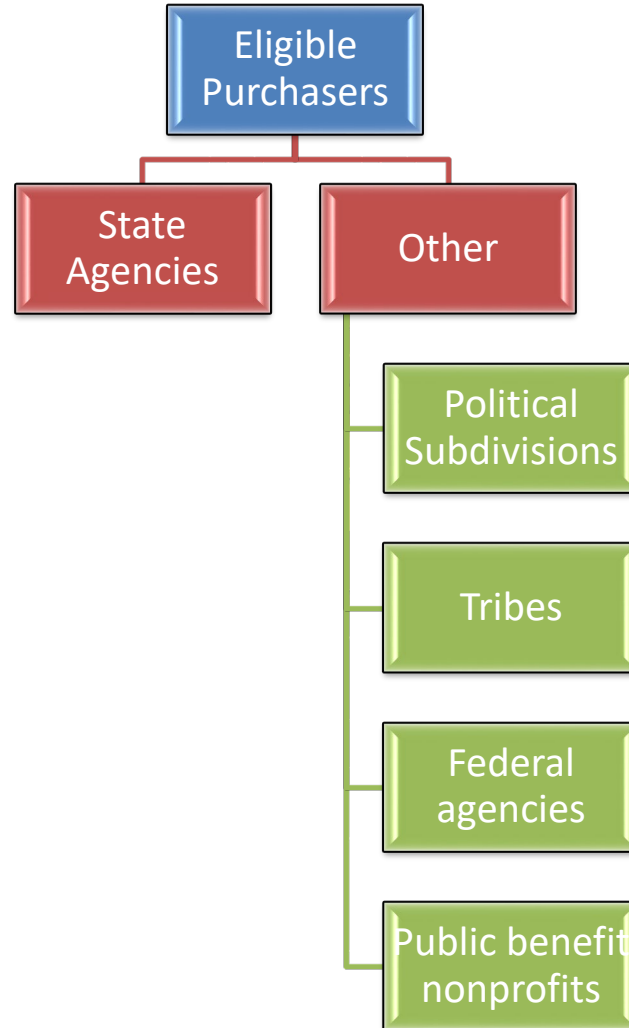 Eligible
Purchasers
State
Agencies
Other
Political
Subdivisions
Tribes
Federal
agencies
Public benefit
nonprofits